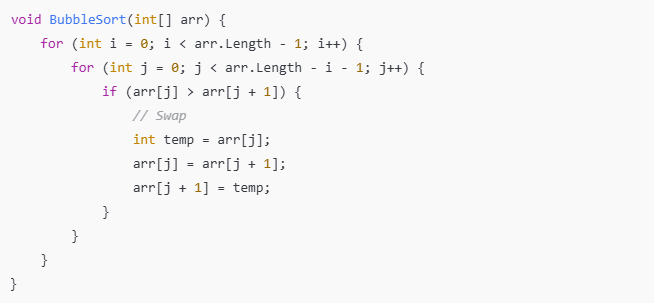 void BubbleSort(int[] arr) {
    for (int i = 0; i < arr.Length - 1; i++) {
        for (int j = 0; j < arr.Length - i - 1; j++) {
            if (arr[j] > arr[j + 1]) {
                // Swap
                int temp = arr[j];
                arr[j] = arr[j + 1];
                arr[j + 1] = temp;
            }
        }
    }
}